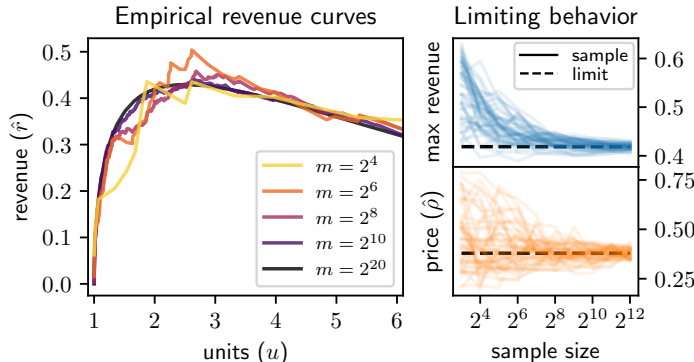 Empirical revenue curves
revenue (r̂)
0.5
0.4
0.3
0.2
0.1
0.0
m = 2^4
m = 2^6
m = 2^8
m = 2^10
m = 2^20
1 2 3 4 5 6
units (u)
Limiting behavior
max revenue
sample
limit
0.6
0.5
0.4
price (ρ̂)
0.75
0.50
0.25
2^4 2^6 2^8 2^10 2^12
sample size